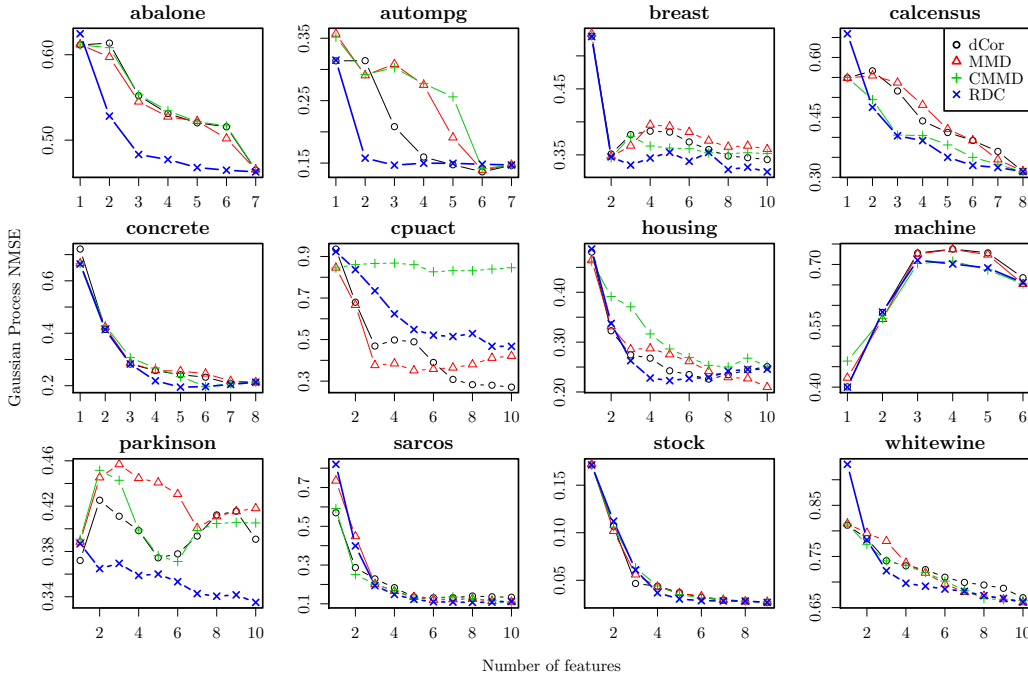 abalone
autompg
breast
calcensus
0.50 0.60
1 2 3 4 5 6 7
0.15 0.25 0.35
1 2 3 4 5 6 7
0.35 0.45
2 4 6 8 10
0.30 0.45 0.60
1 2 3 4 5 6 7 8
dCor
MMD
CMMD
RDC
concrete
cpuact
housing
machine
0.2 0.4 0.6
1 2 3 4 5 6 7 8
0.3 0.5 0.7 0.9
2 4 6 8 10
0.20 0.30 0.40
2 4 6 8 10
0.40 0.55 0.70
1 2 3 4 5 6
Gaussian Process NMSE
parkinson
sarcos
stock
whitewine
0.34 0.38 0.42 0.46
2 4 6 8 10
0.1 0.3 0.5 0.7
2 4 6 8 10
0.05 0.10 0.15
2 4 6 8
0.65 0.75 0.85
2 4 6 8 10
Number of features